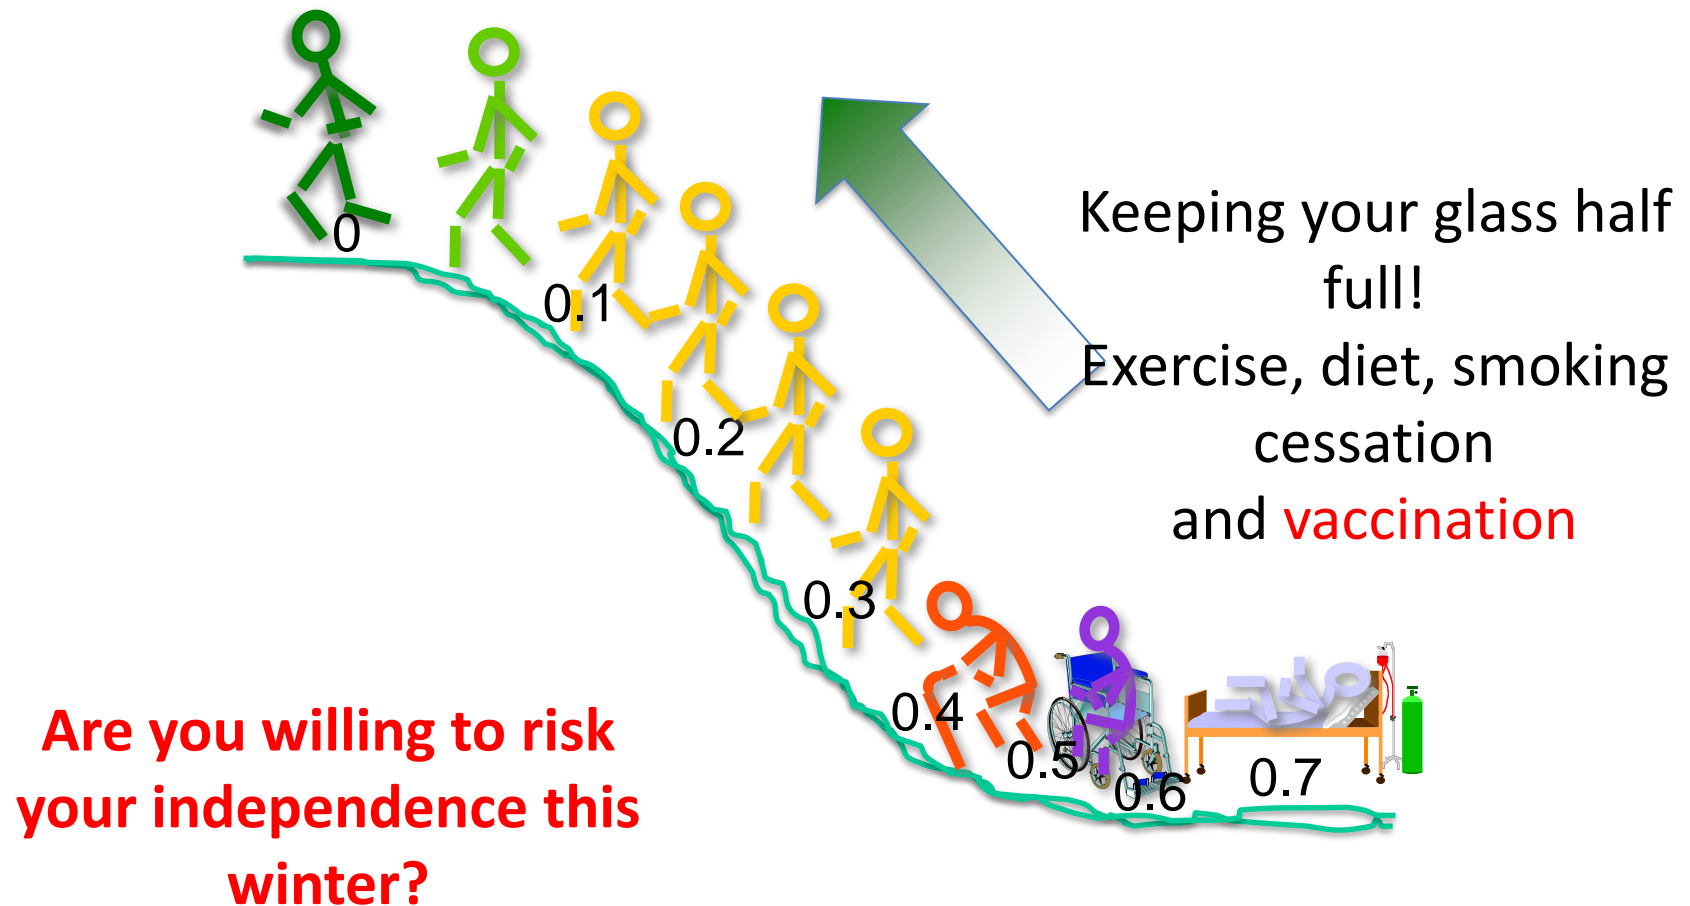 0
0.1
0.2
0.3
0.4
0.5
0.6
0.7
Keeping your glass half
full!
Exercise, diet, smoking
cessation
and vaccination
Are you willing to risk
your independence this
winter?